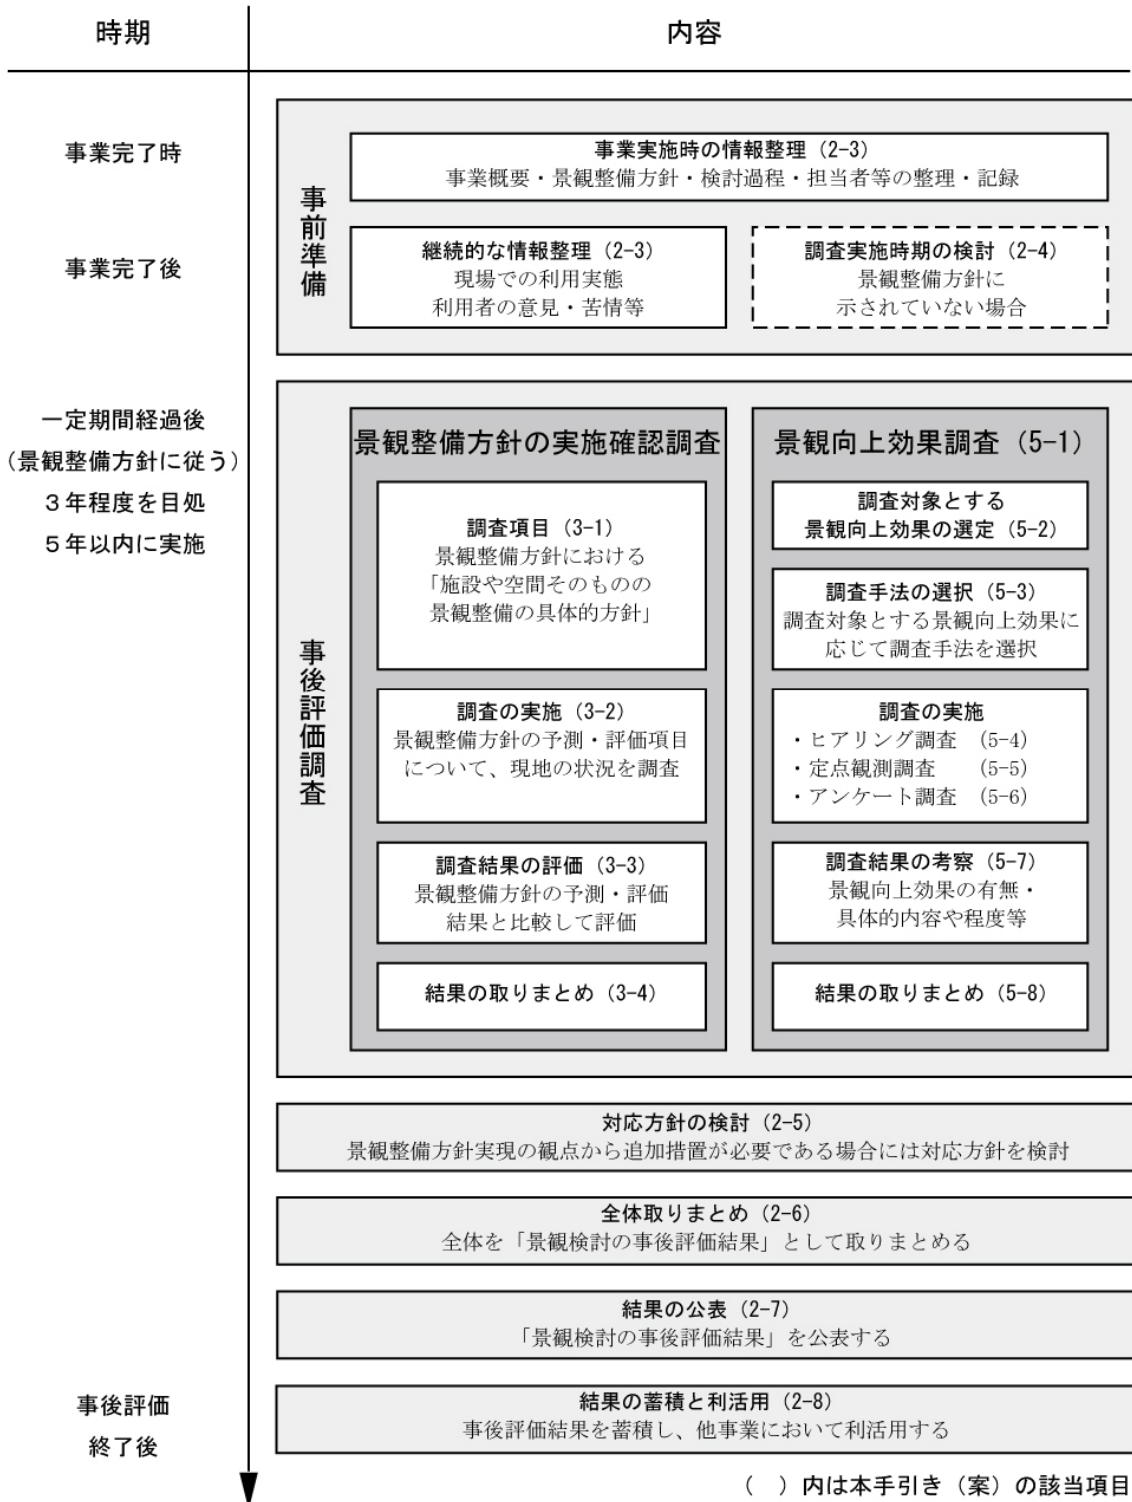 時期
内容
事業完了時
事前準備
事業実施時の情報整理（2-3）
事業概要・景観整備方針・検討過程・担当者等の整理・記録
事業完了後
継続的な情報整理（2-3）
現場での利用実態
利用者の意見・苦情等
調査実施時期の検討（2-4）
景観整備方針に
示されていない場合
一定期間経過後
（景観整備方針に従う）
３年程度を目処
５年以内に実施
事後評価調査
景観整備方針の実施確認調査
調査項目（3-1）
景観整備方針における
「施設や空間そのものの
景観整備の具体的方針」
調査の実施（3-2）
景観整備方針の予測・評価項目
について、現地の状況を調査
調査結果の評価（3-3）
景観整備方針の予測・評価
結果と比較して評価
結果の取りまとめ（3-4）
景観向上効果調査（5-1）
調査対象とする
景観向上効果の選定（5-2）
調査手法の選択（5-3）
調査対象とする景観向上効果に
応じて調査手法を選択
調査の実施
・ヒアリング調査　（5-4）
・定点観測調査　　（5-5）
・アンケート調査　（5-6）
調査結果の考察（5-7）
景観向上効果の有無・
具体的内容や程度等
結果の取りまとめ（5-8）
対応方針の検討（2-5）
景観整備方針実現の観点から追加措置が必要である場合には対応方針を検討
全体取りまとめ（2-6）
全体を「景観検討の事後評価結果」として取りまとめる
結果の公表（2-7）
「景観検討の事後評価結果」を公表する
事後評価
終了後
結果の蓄積と利活用（2-8）
事後評価結果を蓄積し、他事業において利活用する
（　）内は本手引き（案）の該当項目